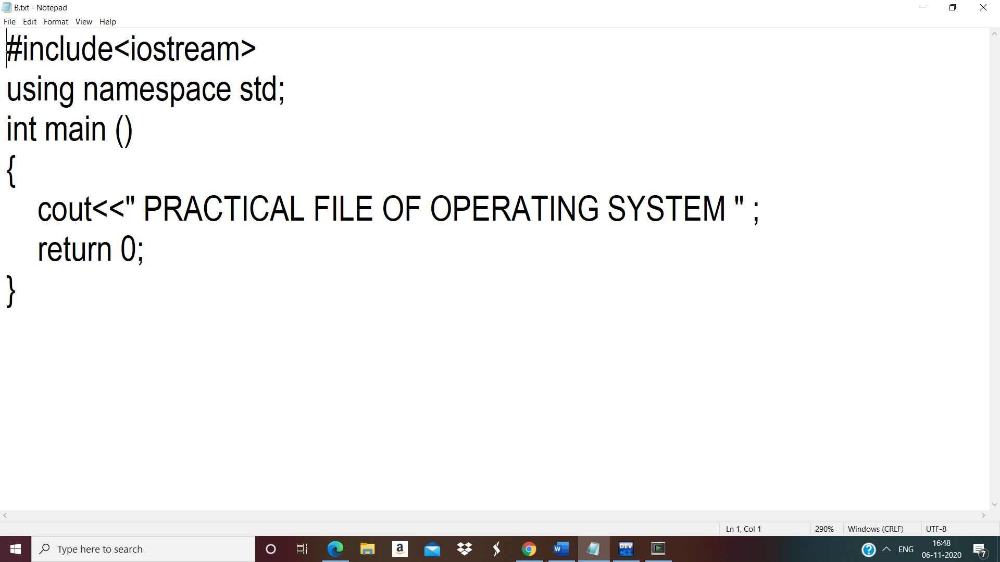 B.txt - Notepad
File Edit Format View Help
#include<iostream>
using namespace std;
int main ()
{
    cout<<" PRACTICAL FILE OF OPERATING SYSTEM " ;
    return 0;
}
Ln 1, Col 1 290% Windows (CRLF) UTF-8
Type here to search
a
W
DEV
C++
?
ENG
16:48
06-11-2020
7